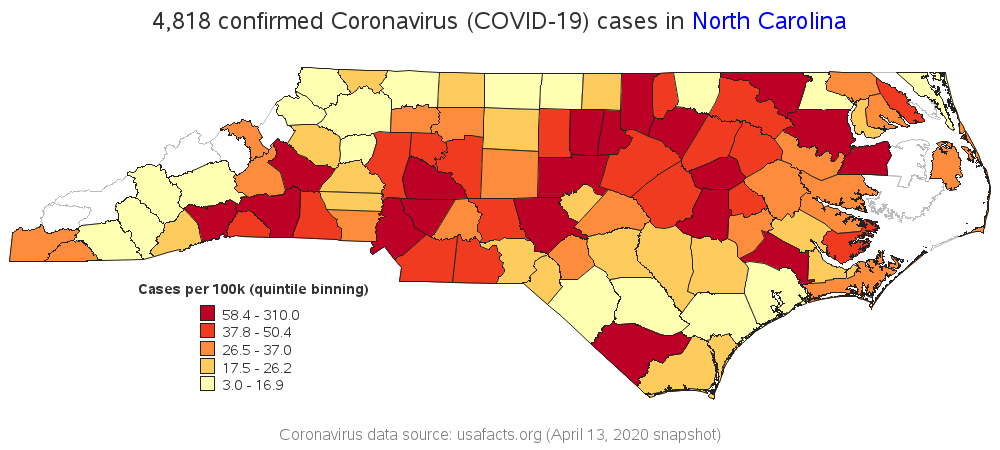 4,818 confirmed Coronavirus (COVID-19) cases in North Carolina
Cases per 100k (quintile binning)
58.4 - 310.0
37.8 - 50.4
26.5 - 37.0
17.5 - 26.2
3.0 - 16.9
Coronavirus data source: usafacts.org (April 13, 2020 snapshot)